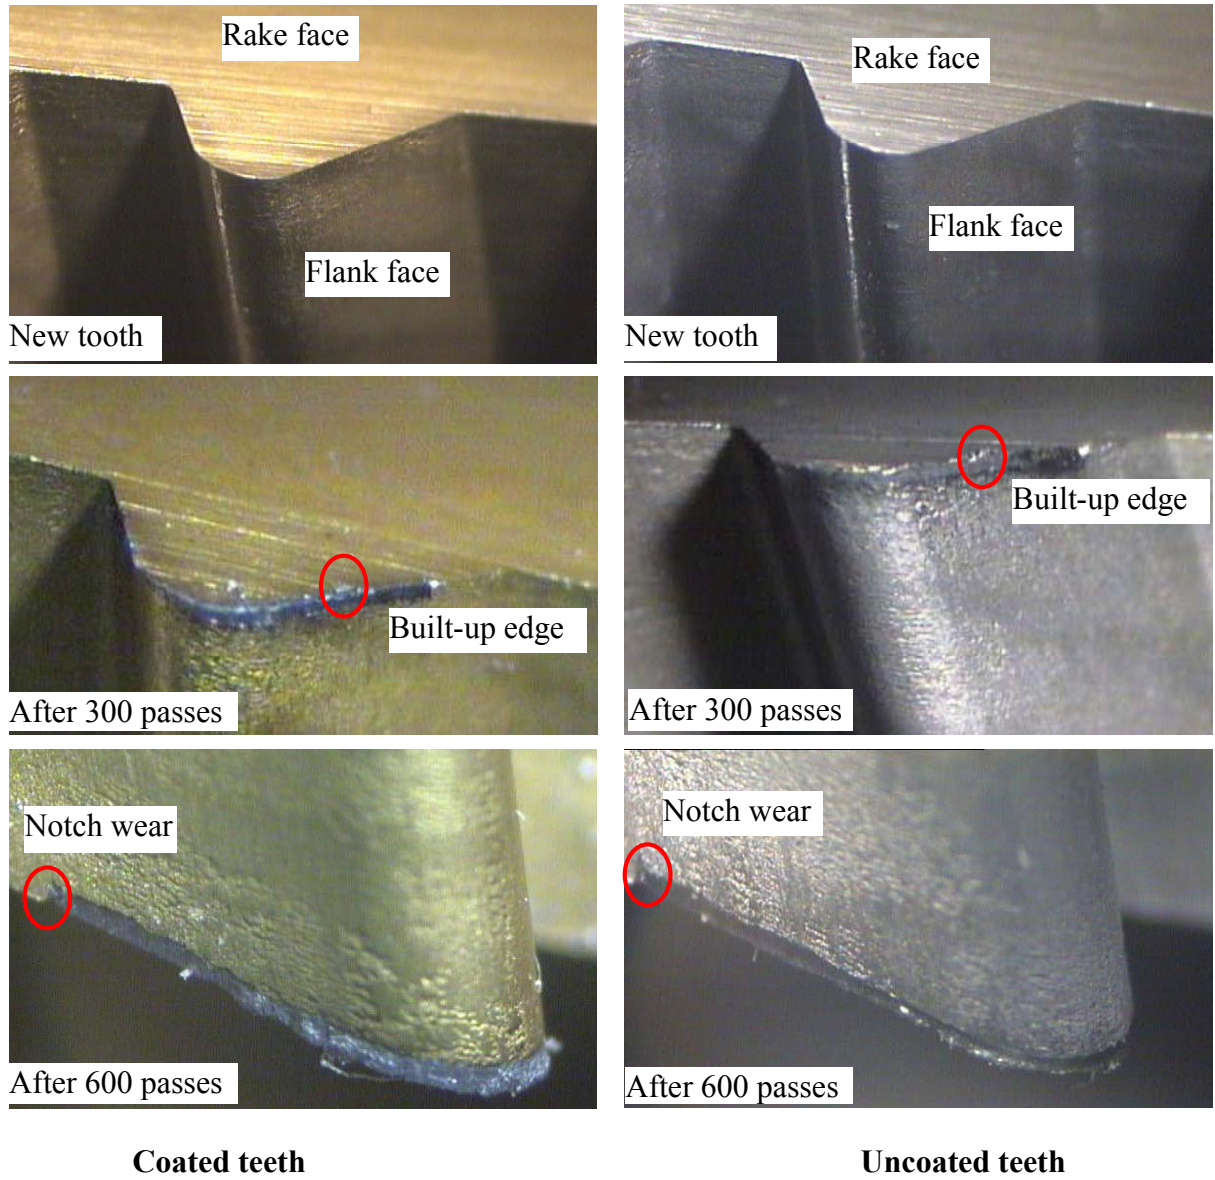 Rake face
Flank face
New tooth
Rake face
Flank face
New tooth
Built-up edge
After 300 passes
Built-up edge
After 300 passes
Notch wear
After 600 passes
Notch wear
After 600 passes
Coated teeth
Uncoated teeth